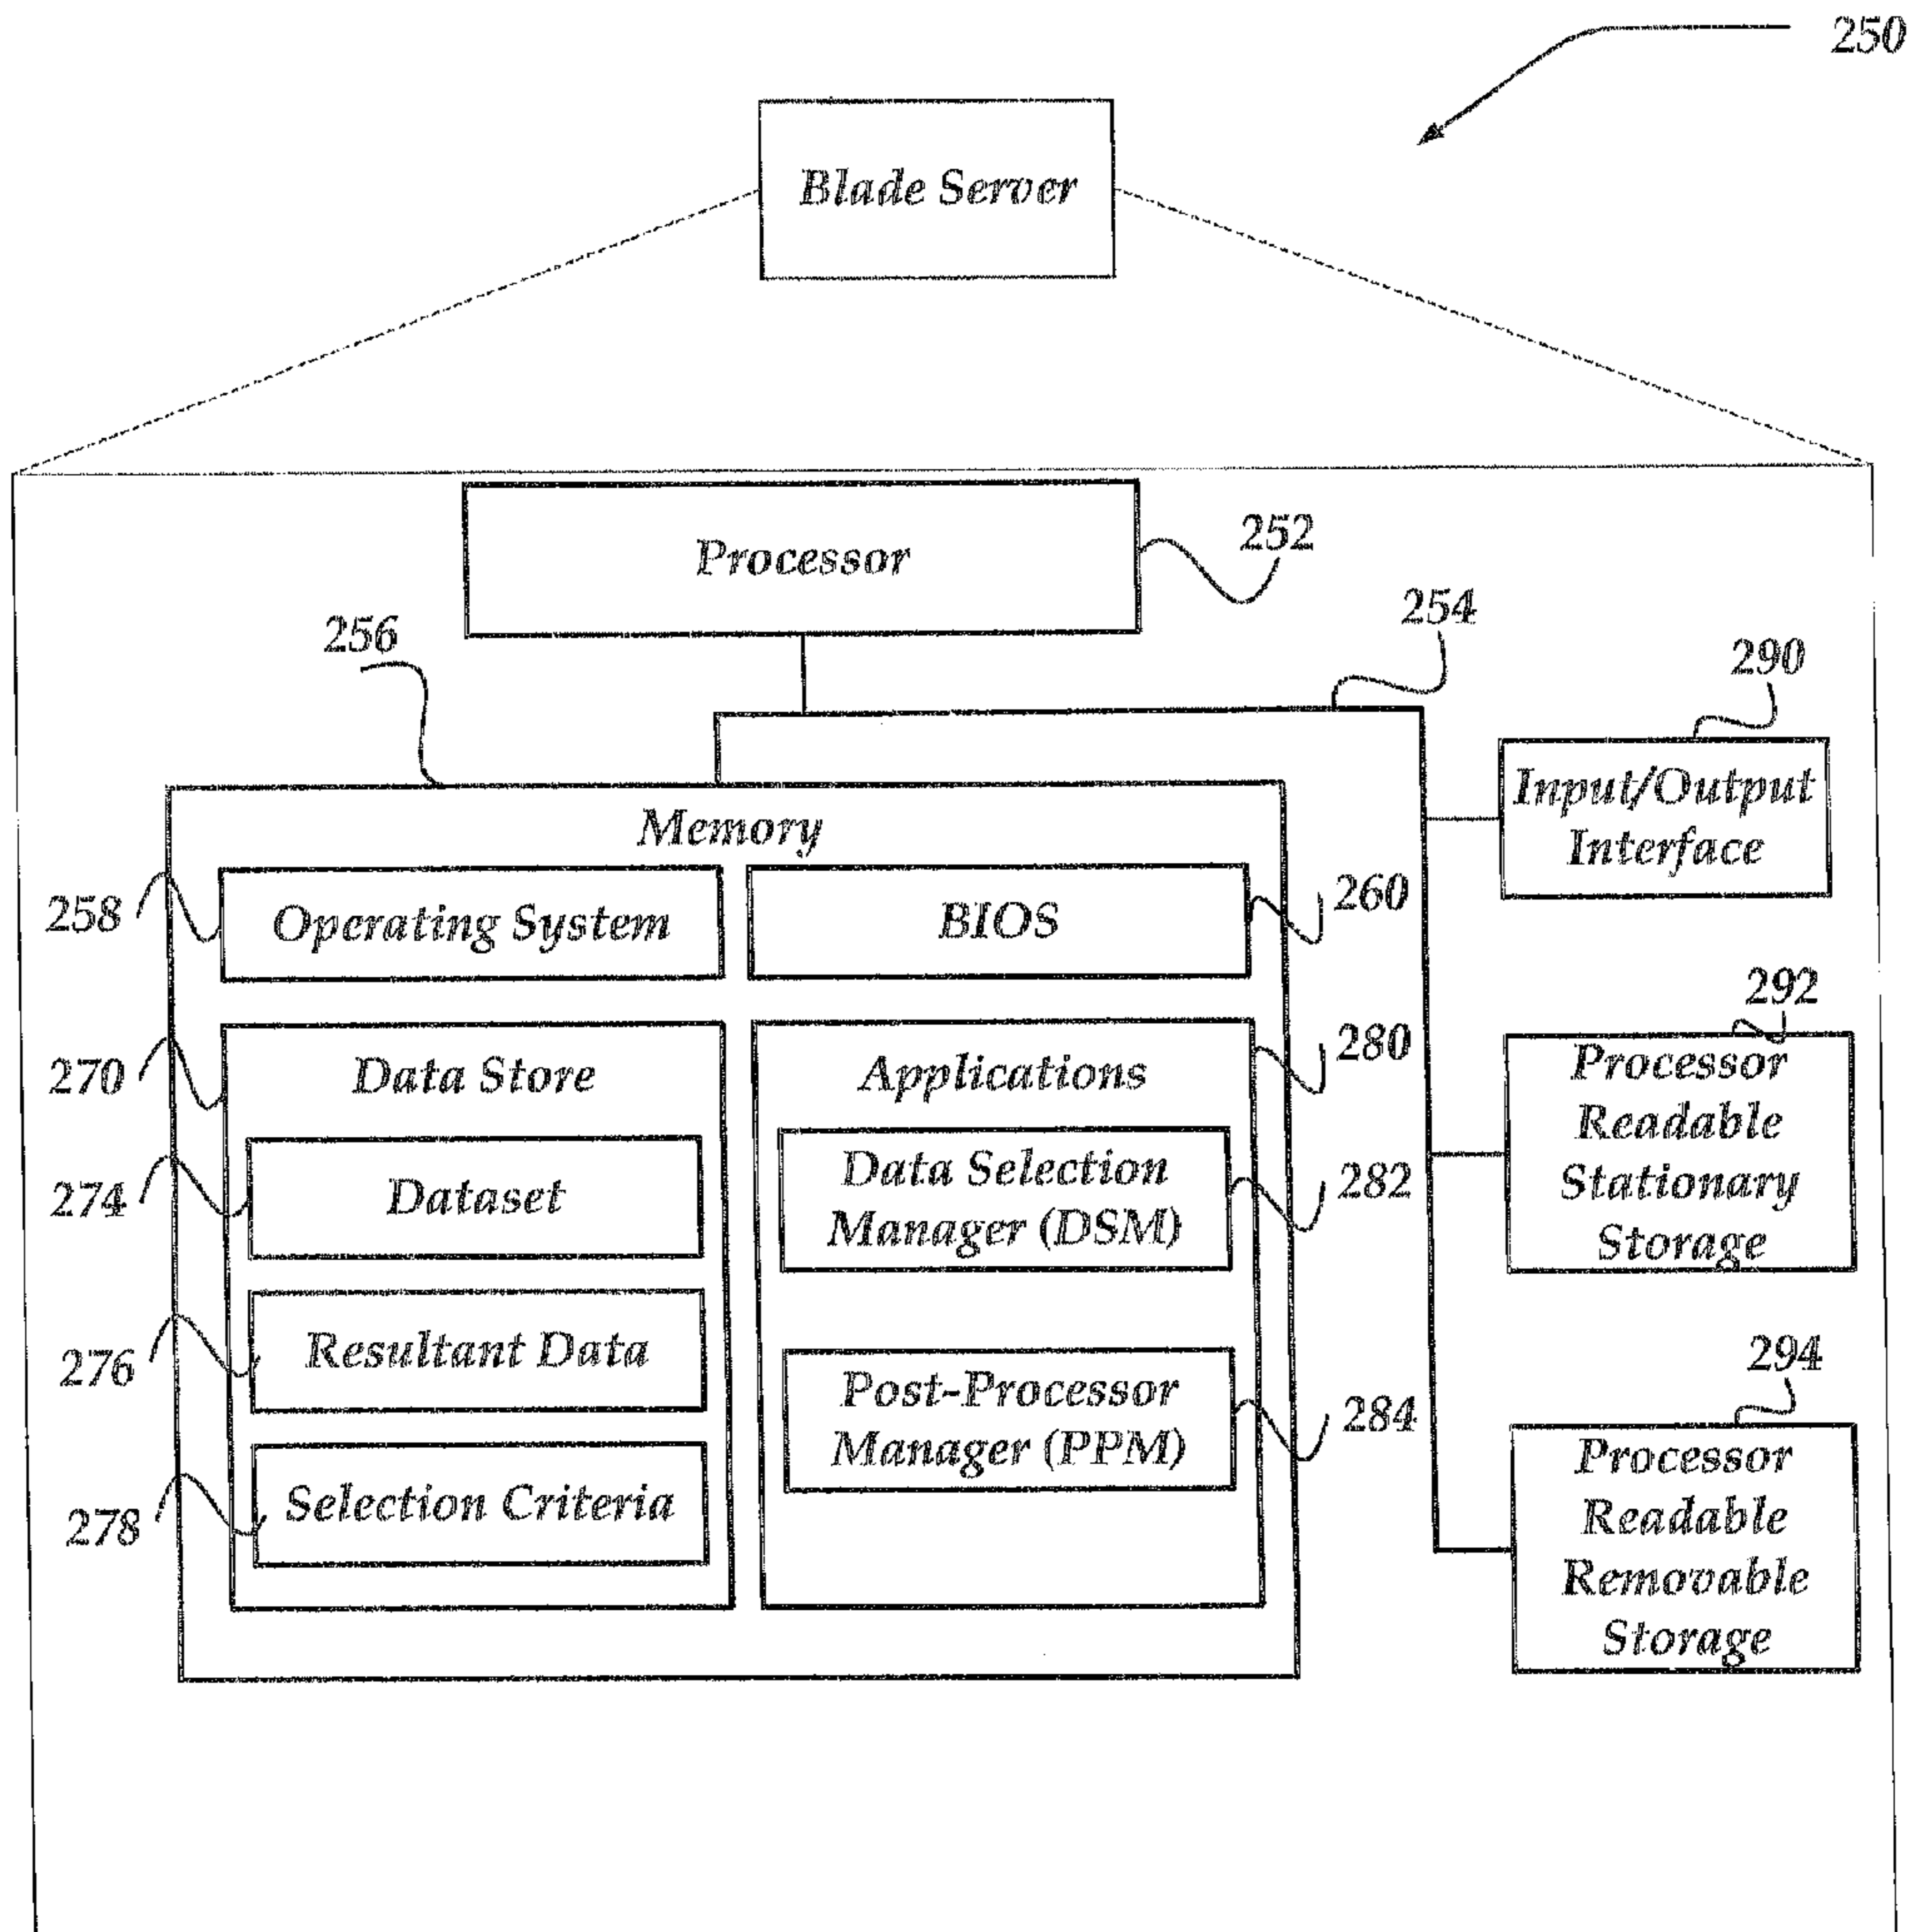 250
Blade Server
Processor
252
254
256
290
Input/Output
Interface
Memory
258
Operating System
BIOS
260
292
Processor
Readable
Stationary
Storage
270
Data Store
Applications
280
274
Dataset
Data Selection
Manager (DSM)
282
276
Resultant Data
Post-Processor
Manager (PPM)
284
294
Processor
Readable
Removable
Storage
278
Selection Criteria